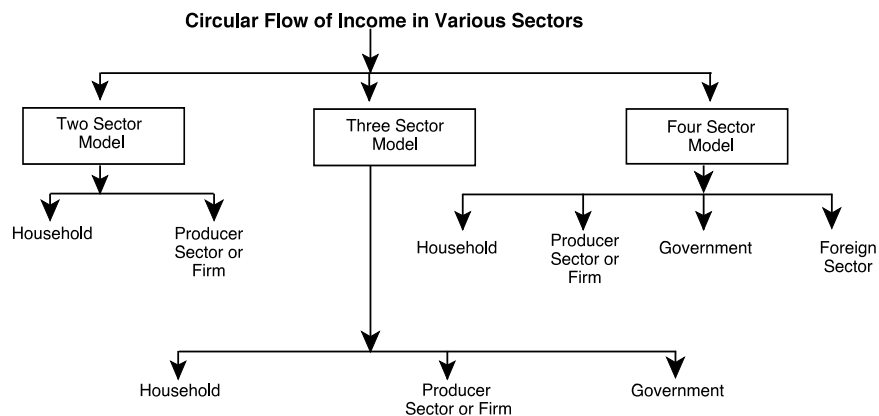 Circular Flow of Income in Various Sectors
Two Sector
Model
Three Sector
Model
Four Sector
Model
Household
Producer
Sector or
Firm
Household
Producer
Sector or
Firm
Government
Foreign
Sector
Household
Producer
Sector or Firm
Government